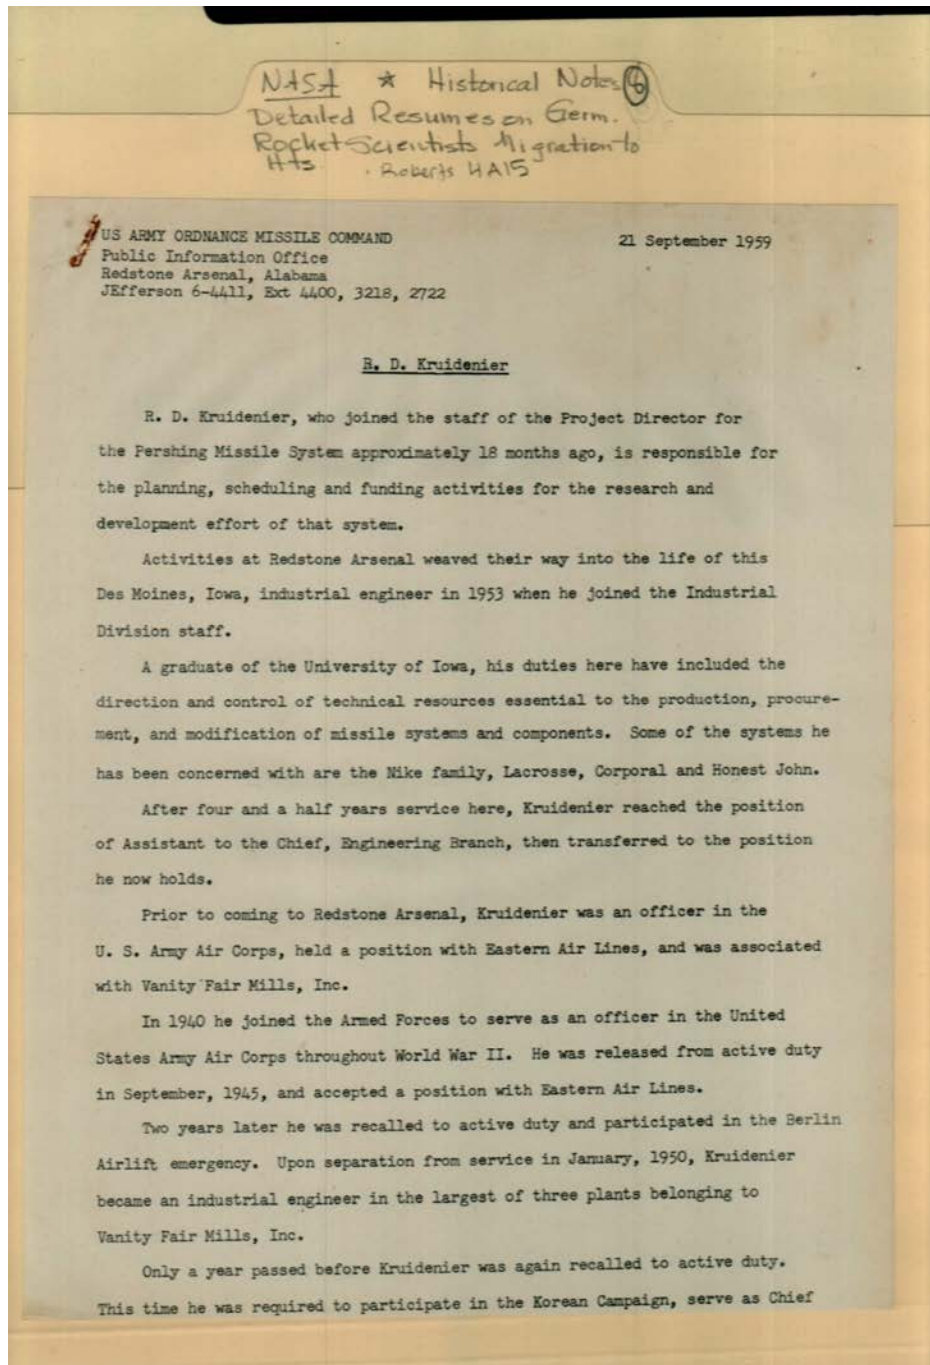 NASA ★ Historical Notes 6
Detailed Resumes on Germ.
Rocket Scientists Migration to
Hts
. Roberts 4A15
US ARMY ORDNANCE MISSILE COMMAND
21 September 1959
Public Information Office
Redstone Arsenal, Alabama
JEfferson 6-4411, Ext 4400, 3218, 2722
R. D. Kruidenier
R. D. Kruidenier, who joined the staff of the Project Director for
the Pershing Missile System approximately 18 months ago, is responsible for
the planning, scheduling and funding activities for the research and
development effort of that system.
Activities at Redstone Arsenal weaved their way into the life of this
Des Moines, Iowa, industrial engineer in 1953 when he joined the Industrial
Division staff.
A graduate of the University of Iowa, his duties here have included the
direction and control of technical resources essential to the production, procure-
ment, and modification of missile systems and components. Some of the systems he
has been concerned with are the Nike family, Lacrosse, Corporal and Honest John.
After four and a half years service here, Kruidenier reached the position
of Assistant to the Chief, Engineering Branch, then transferred to the position
he now holds.
Prior to coming to Redstone Arsenal, Kruidenier was an officer in the
U. S. Army Air Corps, held a position with Eastern Air Lines, and was associated
with Vanity Fair Mills, Inc.
In 1940 he joined the Armed Forces to serve as an officer in the United
States Army Air Corps throughout World War II. He was released from active duty
in September, 1945, and accepted a position with Eastern Air Lines.
Two years later he was recalled to active duty and participated in the Berlin
Airlift emergency. Upon separation from service in January, 1950, Kruidenier
became an industrial engineer in the largest of three plants belonging to
Vanity Fair Mills, Inc.
Only a year passed before Kruidenier was again recalled to active duty.
This time he was required to participate in the Korean Campaign, serve as Chief